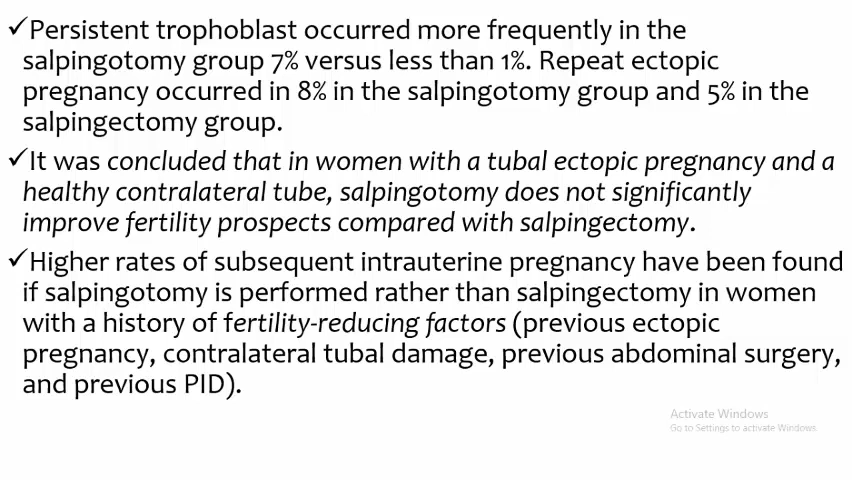 ✓Persistent trophoblast occurred more frequently in the
salpingotomy group 7% versus less than 1%. Repeat ectopic
pregnancy occurred in 8% in the salpingotomy group and 5% in the
salpingectomy group.
✓It was concluded that in women with a tubal ectopic pregnancy and a
healthy contralateral tube, salpingotomy does not significantly
improve fertility prospects compared with salpingectomy.
✓Higher rates of subsequent intrauterine pregnancy have been found
if salpingotomy is performed rather than salpingectomy in women
with a history of fertility-reducing factors (previous ectopic
pregnancy, contralateral tubal damage, previous abdominal surgery,
and previous PID).
Activate Windows
Go to Settings to activate Windows.